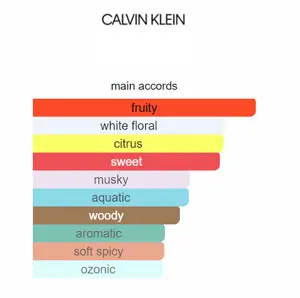 CALVIN KLEIN
main accords
fruity
white floral
citrus
sweet
musky
aquatic
woody
aromatic
soft spicy
ozonic